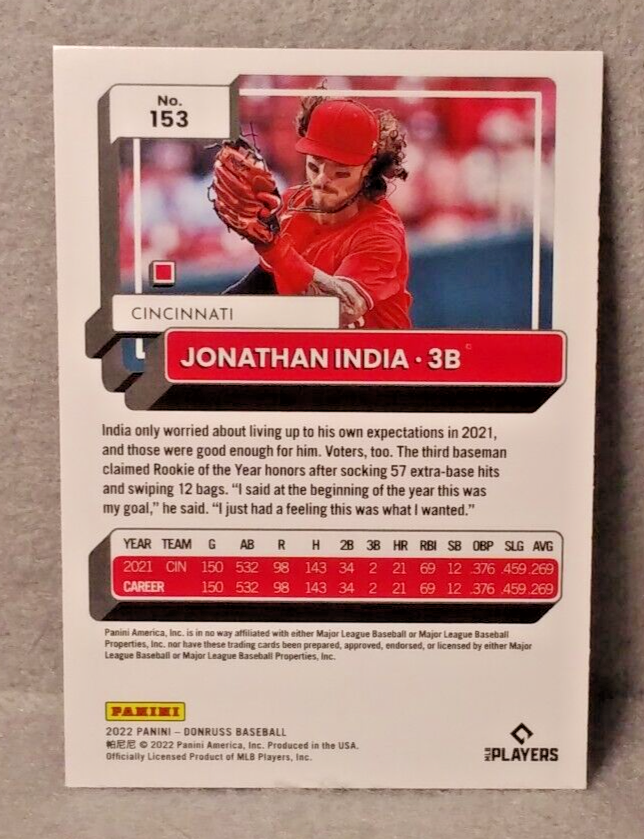 No.
153
CINCINNATI
JONATHAN INDIA · 3B
India only worried about living up to his own expectations in 2021,
and those were good enough for him. Voters, too. The third baseman
claimed Rookie of the Year honors after socking 57 extra-base hits
and swiping 12 bags. “I said at the beginning of the year this was
my goal,” he said. “I just had a feeling this was what I wanted.”
YEAR TEAM G AB R H 2B 3B HR RBI SB OBP SLG AVG
2021 CIN 150 532 98 143 34 2 21 69 12 .376 .459 .269
CAREER 150 532 98 143 34 2 21 69 12 .376 .459 .269
Panini America, Inc. is in no way affiliated with either Major League Baseball or Major League Baseball
Properties, Inc. nor have these trading cards been prepared, approved, endorsed, or licensed by either Major
League Baseball or Major League Baseball Properties, Inc.
PANINI
2022 PANINI – DONRUSS BASEBALL
帕尼尼 © 2022 Panini America, Inc. Produced in the USA.
Officially Licensed Product of MLB Players, Inc.
MLB PLAYERS